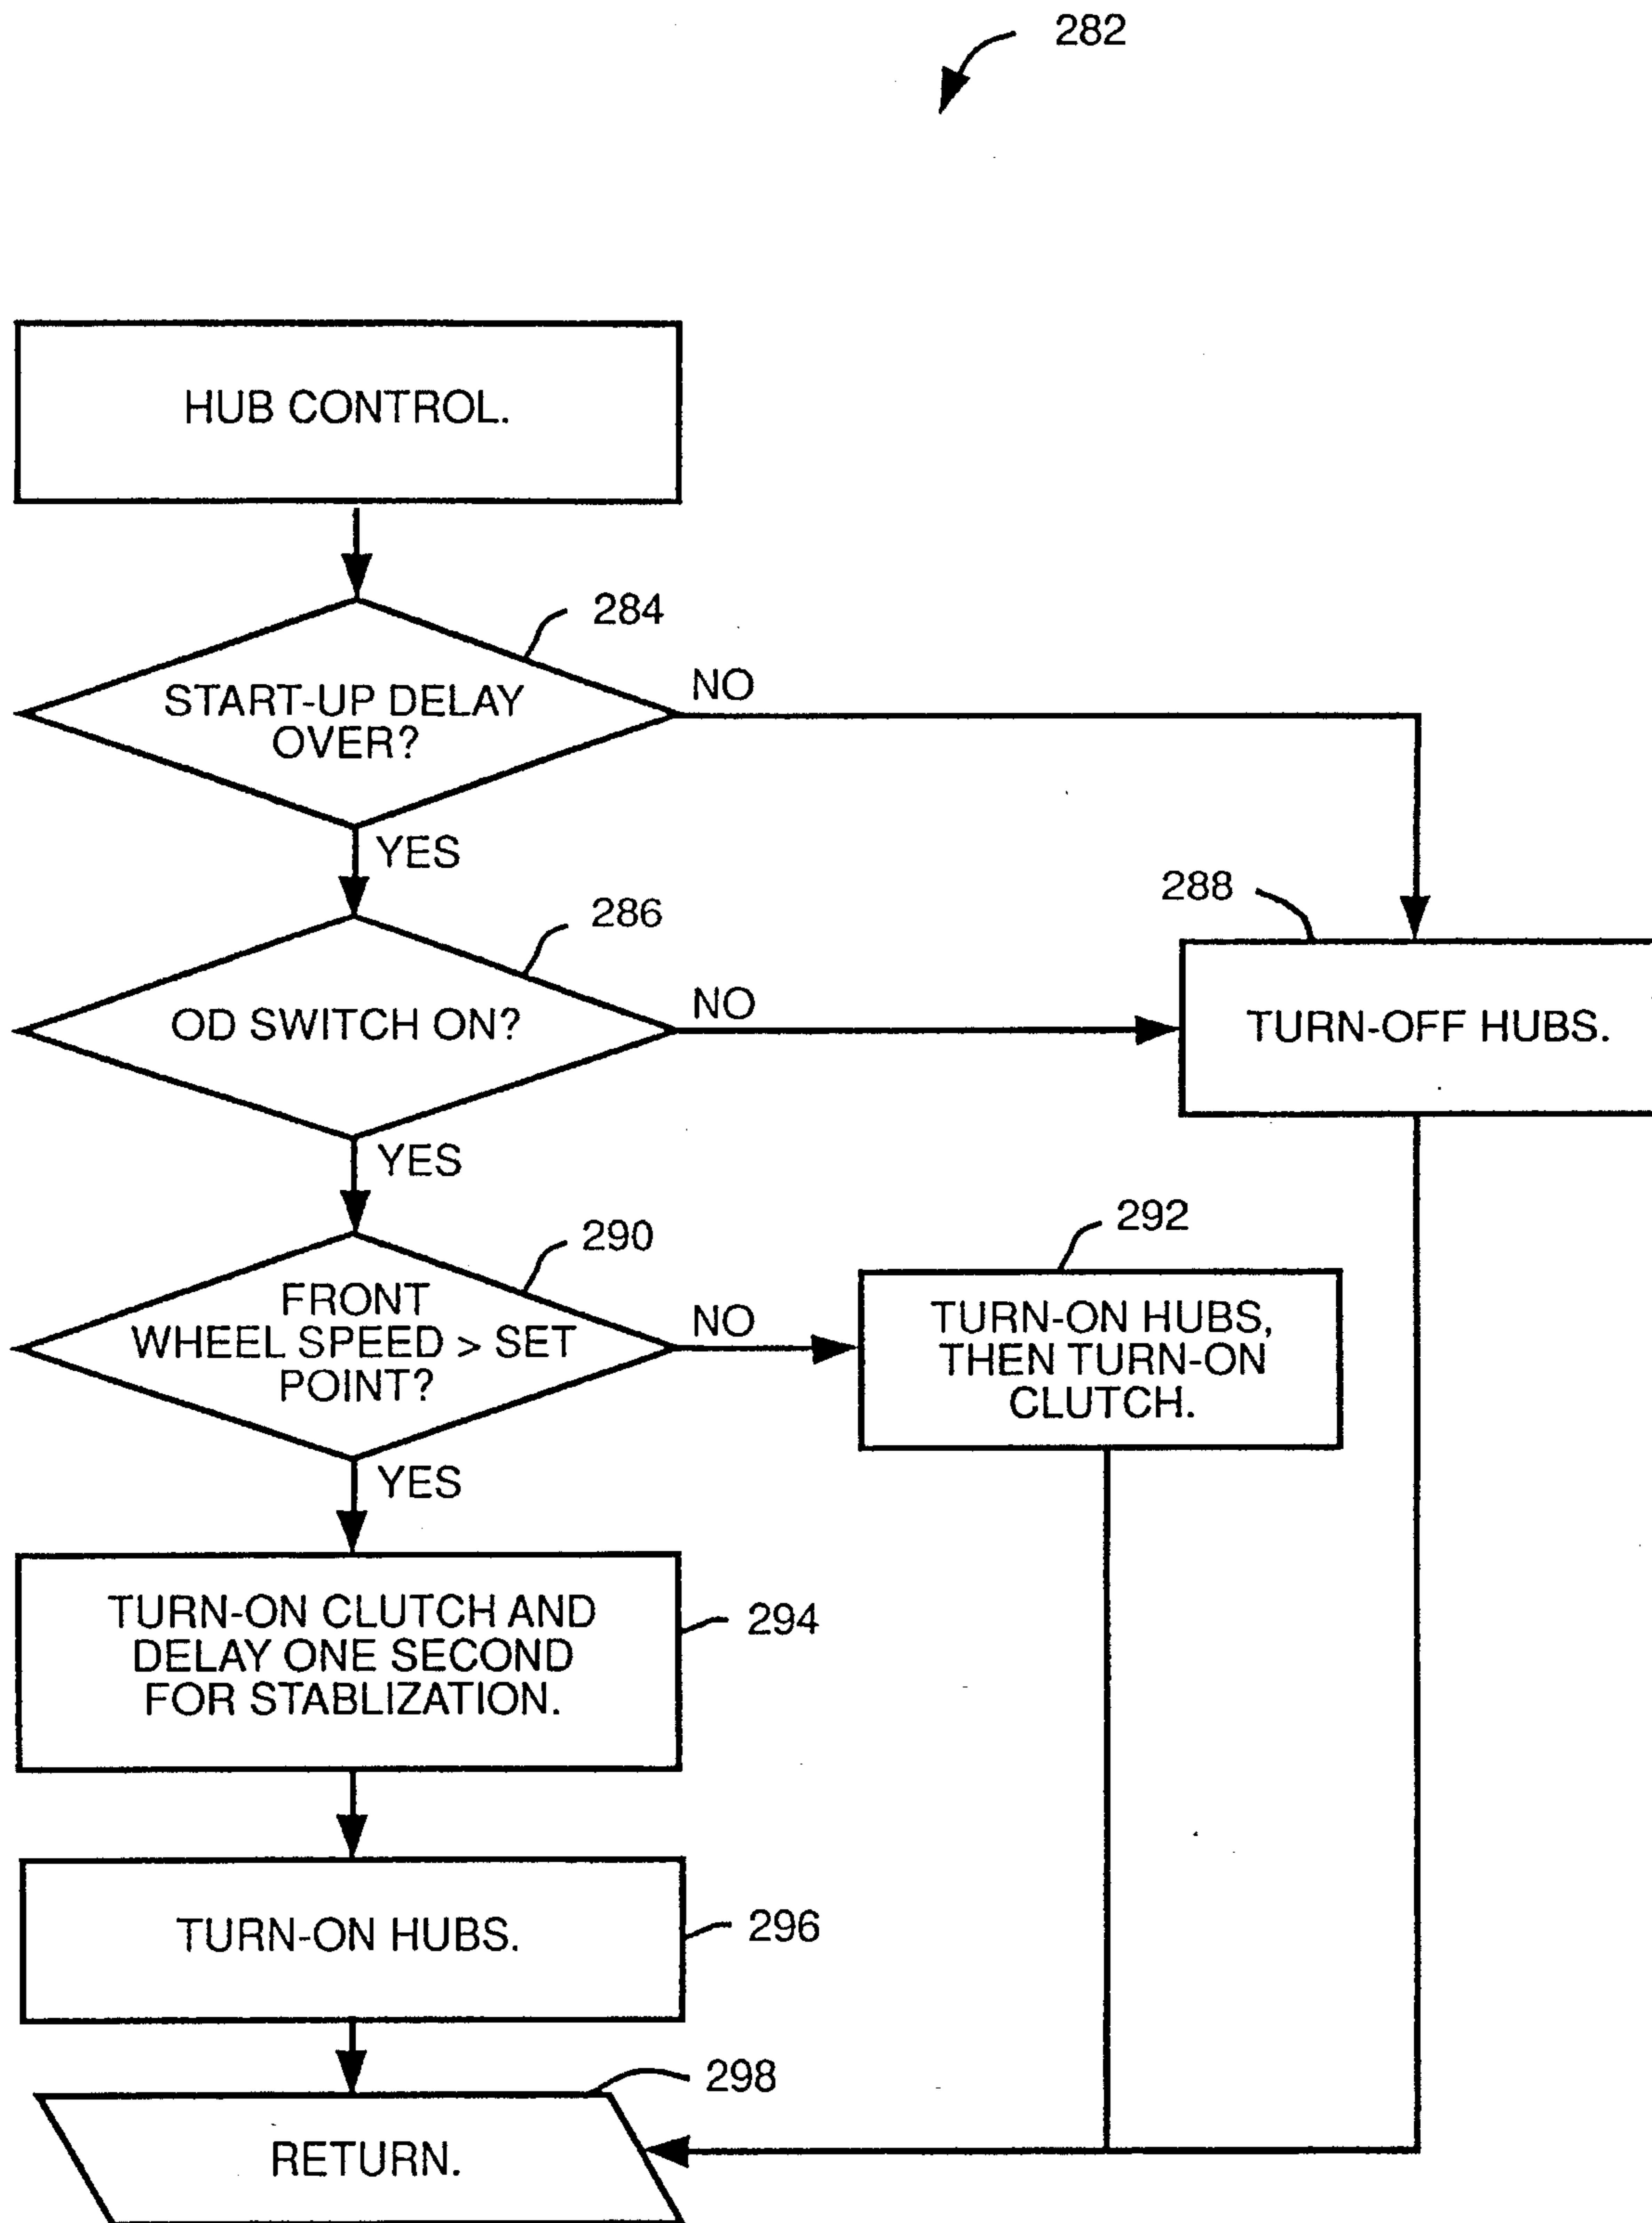 282
HUB CONTROL.
284
START-UP DELAY
OVER?
NO
YES
286
OD SWITCH ON?
NO
288
TURN-OFF HUBS.
YES
290
FRONT
WHEEL SPEED > SET
POINT?
NO
292
TURN-ON HUBS,
THEN TURN-ON
CLUTCH.
YES
TURN-ON CLUTCH AND
DELAY ONE SECOND
FOR STABLIZATION.
294
TURN-ON HUBS.
296
298
RETURN.